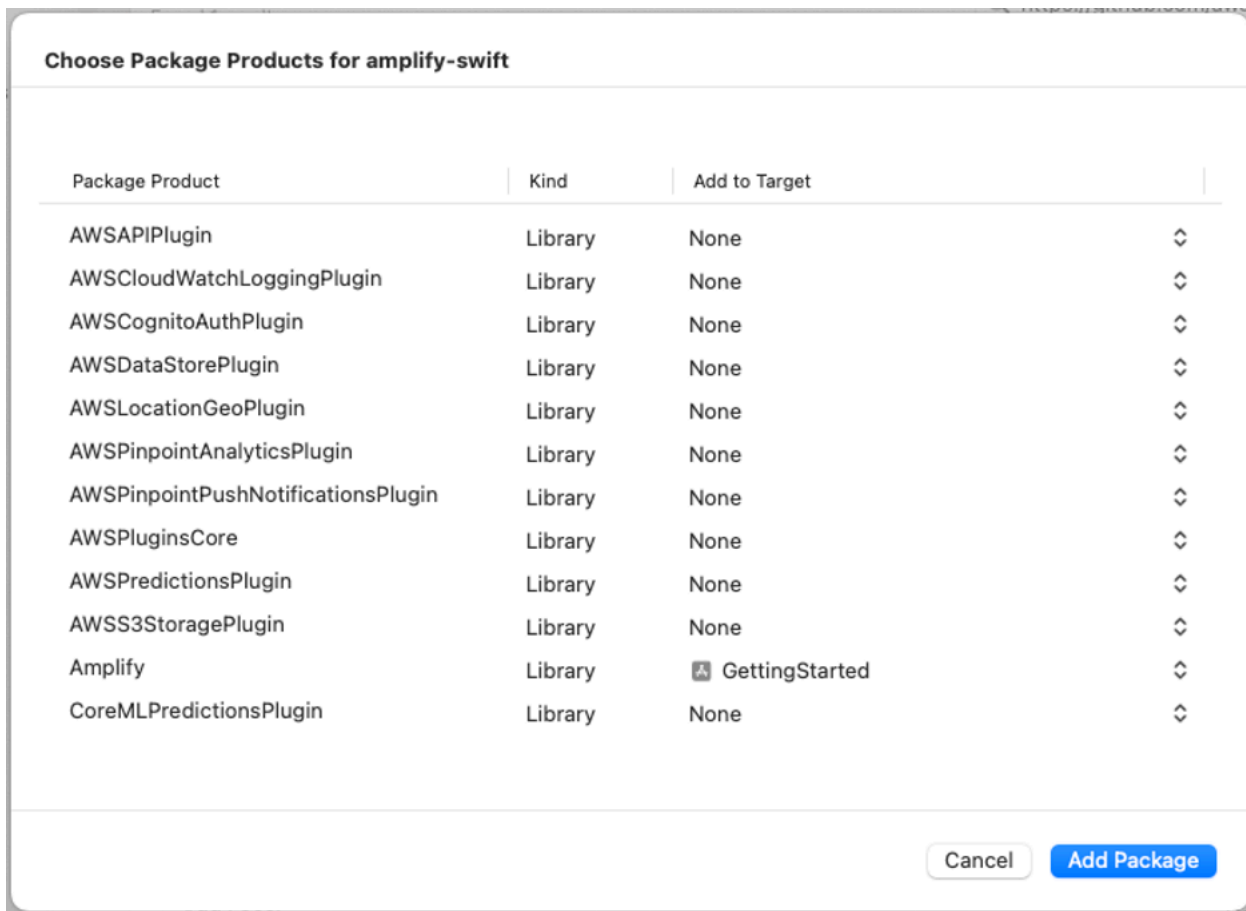 Choose Package Products for amplify-swift
Package Product Kind Add to Target
AWSAPIPlugin Library None
AWSCloudWatchLoggingPlugin Library None
AWSCognitoAuthPlugin Library None
AWSDataStorePlugin Library None
AWSLocationGeoPlugin Library None
AWSPinpointAnalyticsPlugin Library None
AWSPinpointPushNotificationsPlugin Library None
AWSPluginsCore Library None
AWSPredictionsPlugin Library None
AWSS3StoragePlugin Library None
Amplify Library GettingStarted
CoreMLPredictionsPlugin Library None
Cancel Add Package